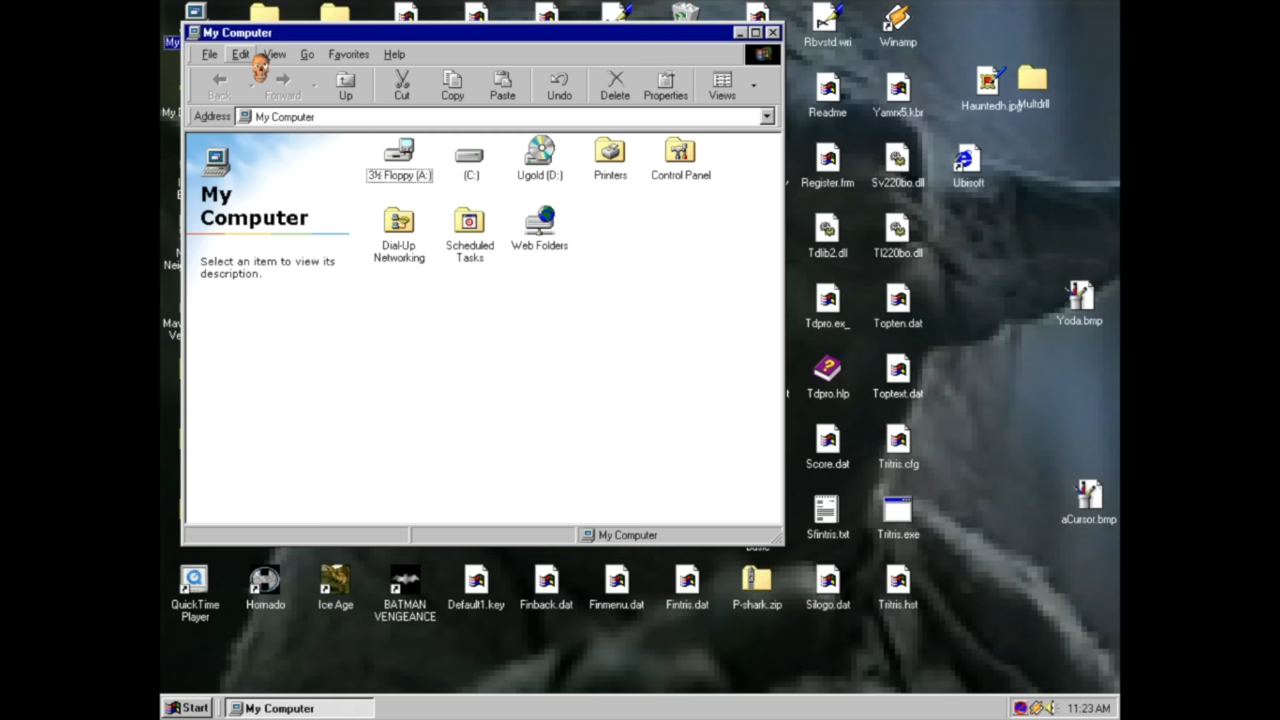 My Computer
File Edit View Go Favorites Help
Back Forward Up Cut Copy Paste Undo Delete Properties Views
Address My Computer
My
Computer
Select an item to view its
description.
3½ Floppy (A:) (C:) Ugold (D:) Printers Control Panel
Dial-Up
Networking
Scheduled
Tasks
Web Folders
My Computer
Rbvstd.wri Winamp
Hauntedh.jpg Multdrll
Readme Yamrx5.kbr
Register.frm Sv220bo.dll Ubisoft
Tdlib2.dll Tl220bo.dll
Tdpro.ex_ Topten.dat Yoda.bmp
Tdpro.hlp Toptext.dat
Score.dat Tritris.cfg
Sfintris.txt Tritris.exe aCursor.bmp
QuickTime
Player
Homado Ice Age
BATMAN
VENGEANCE
Default1.key Finback.dat Finmenu.dat Fintris.dat P-shark.zip Silogo.dat Tritris.hst
Start My Computer 11:23 AM